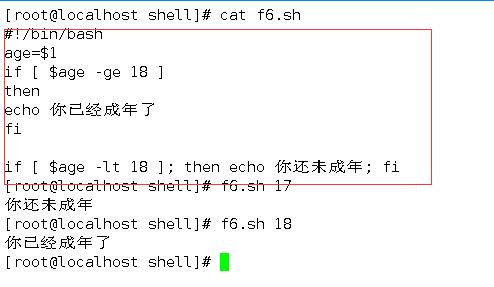 [root@localhost shell]# cat f6.sh
#!/bin/bash
age=$1
if [ $age -ge 18 ]
then
echo 你已经成年了
fi
if [ $age -lt 18 ]; then echo 你还未成年; fi
[root@localhost shell]# f6.sh 17
你还未成年
[root@localhost shell]# f6.sh 18
你已经成年了
[root@localhost shell]#